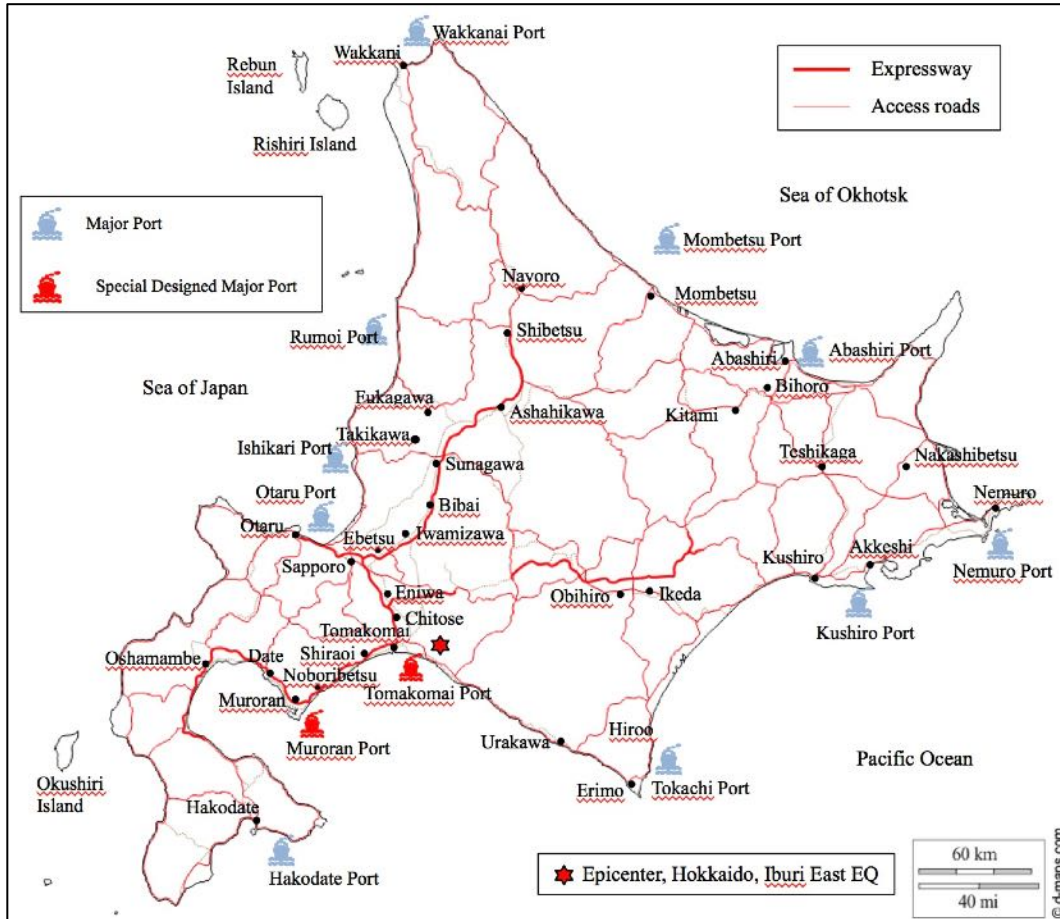 Wakkanai Port
Wakkani
Rebun
Island
Rishiri Island
Expressway
Access roads
Sea of Okhotsk
Major Port
Special Designed Major Port
Mombetsu Port
Nayoro
Mombetsu
Rumoi Port
Shibetsu
Abashiri
Abashiri Port
Sea of Japan
Bihoro
Fukagawa
Ashahikawa
Kitami
Takikawa
Ishikari Port
Sunagawa
Teshikaga
Nakashibetsu
Otaru Port
Bibai
Nemuro
Otaru
Ebetsu
Iwamizawa
Sapporo
Kushiro
Akkeshi
Nemuro Port
Eniwa
Obihiro
Ikeda
Kushiro Port
Chitose
Tomakomai
Shiraoi
Oshamambe
Date
Noboribetsu
Tomakomai Port
Muroran
Muroran Port
Urakawa
Hiroo
Pacific Ocean
Okushiri
Island
Erimo
Tokachi Port
Hakodate
Hakodate Port
Epicenter, Hokkaido, Iburi East EQ
60 km
40 mi
© d-maps.com